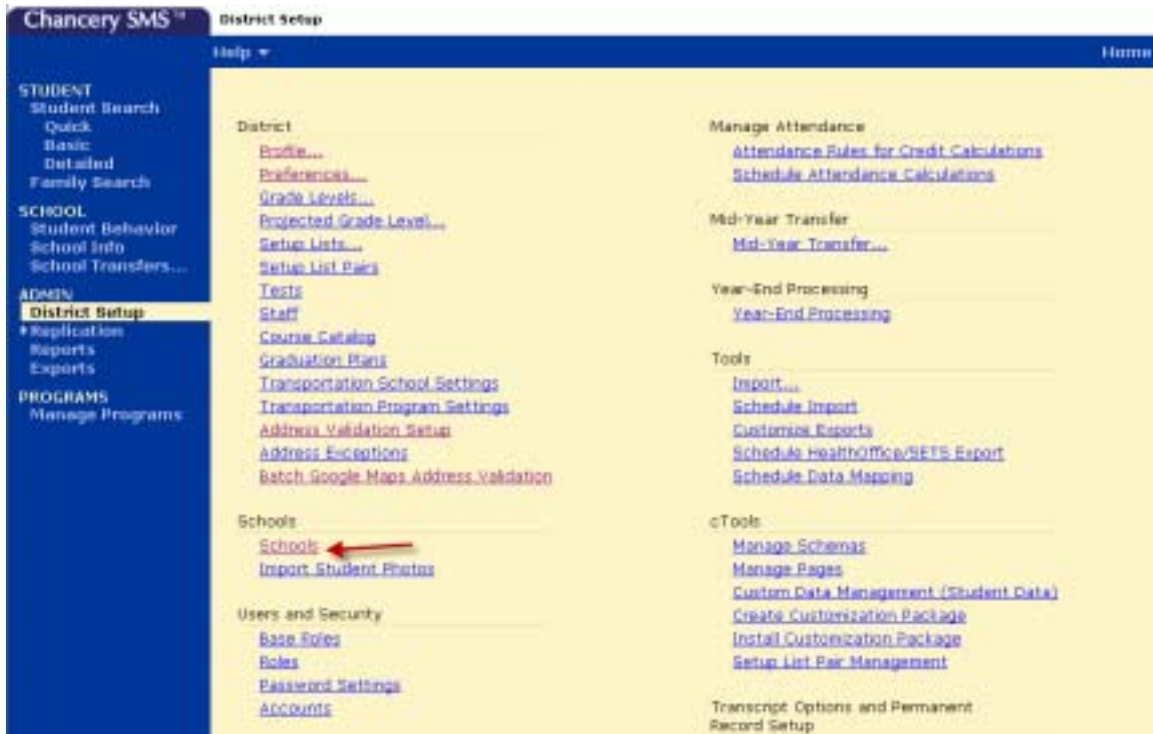 Chancery SMS™
District Setup
Help
Home
STUDENT
Student Search
Quick
Basic
Detailed
Family Search
SCHOOL
Student Behavior
School Info
School Transfers...
ADMIN
District Setup
Replication
Reports
Exports
PROGRAMS
Manage Programs
District
Profile...
Preferences...
Grade Levels...
Projected Grade Level...
Setup Lists...
Setup List Pairs
Tests
Staff
Course Catalog
Graduation Plans
Transportation School Settings
Transportation Program Settings
Address Validation Setup
Address Exceptions
Batch Google Maps Address Validation
Schools
Schools
Import Student Photos
Users and Security
Base Roles
Roles
Password Settings
Accounts
Manage Attendance
Attendance Rules for Credit Calculations
Schedule Attendance Calculations
Mid-Year Transfer
Mid-Year Transfer...
Year-End Processing
Year-End Processing
Tools
Import...
Schedule Import
Customize Exports
Schedule HealthOffice/SETS Export
Schedule Data Mapping
cTools
Manage Schemas
Manage Pages
Custom Data Management (Student Data)
Create Customization Package
Install Customization Package
Setup List Pair Management
Transcript Options and Permanent
Record Setup